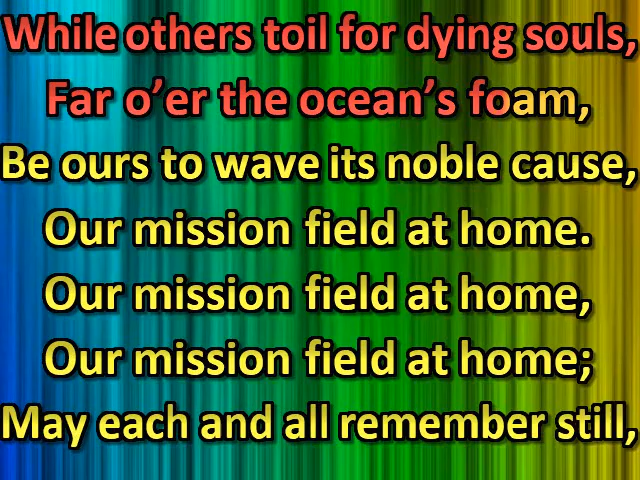 While others toil for dying souls,
Far o’er the ocean’s foam,
Be ours to wave its noble cause,
Our mission field at home.
Our mission field at home,
Our mission field at home;
May each and all remember still,